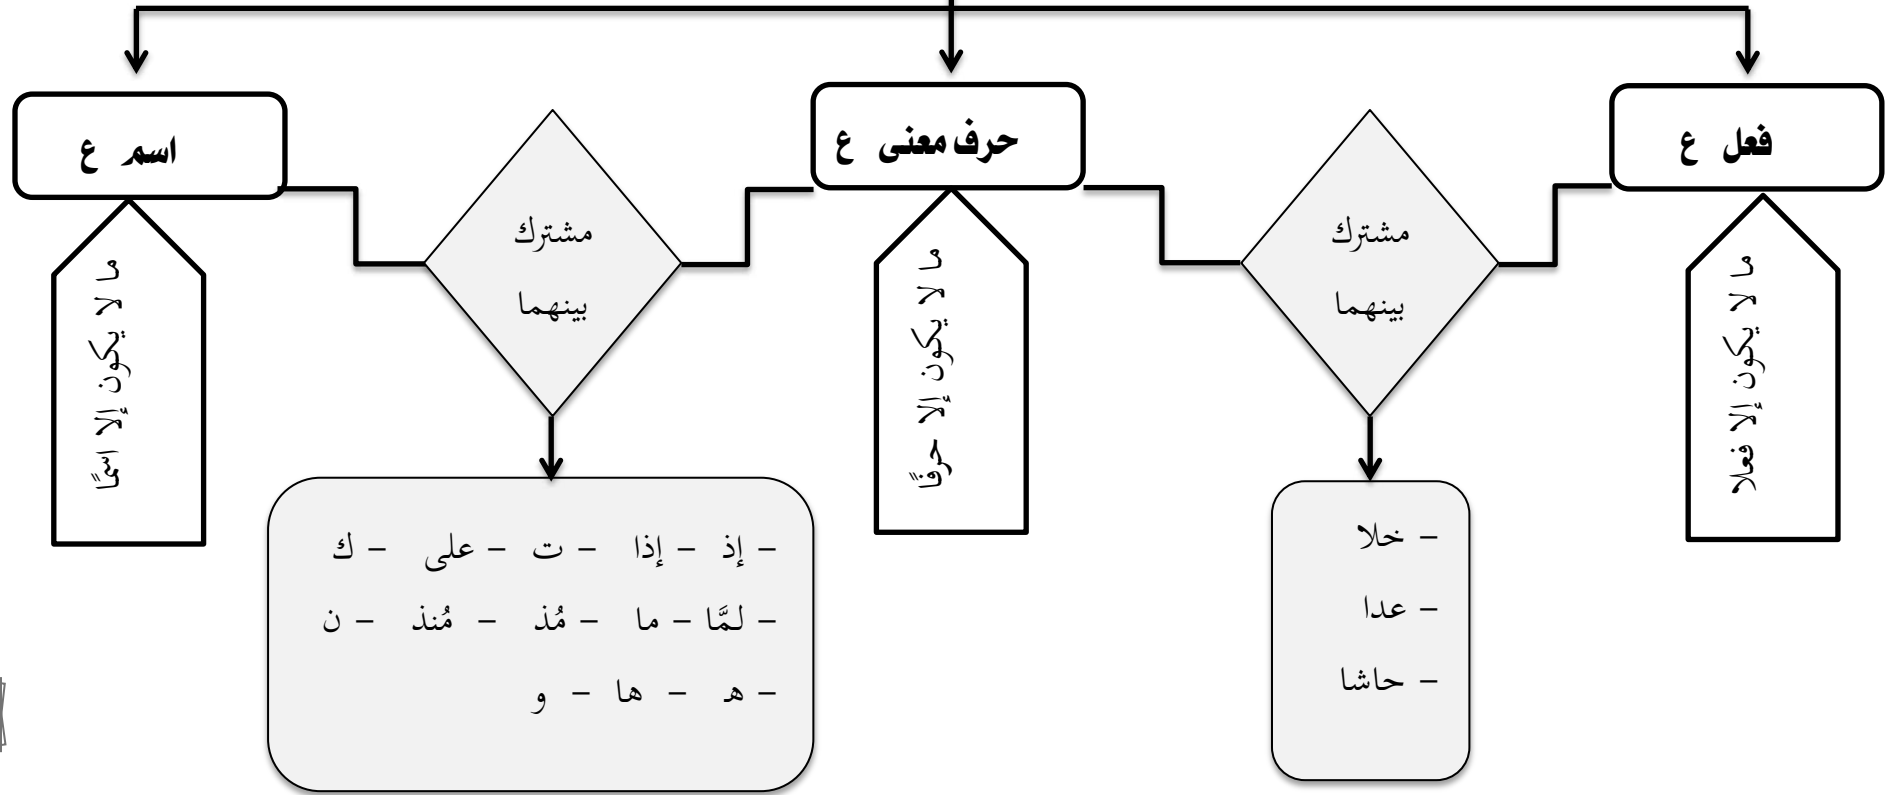 فعل ع
حرف معنى ع
اسم ع
مشترك
بينهما
مشترك
بينهما
ما لا يكون إلا فعلا
ما لا يكون إلا حرفًا
ما لا يكون إلا اسمًا
– خلا
– عدا
– حاشا
– إذ – إذا – ت – على – ك
– لمَّا – ما – مُذ – مُنذ – ن
– هـ – ها – و